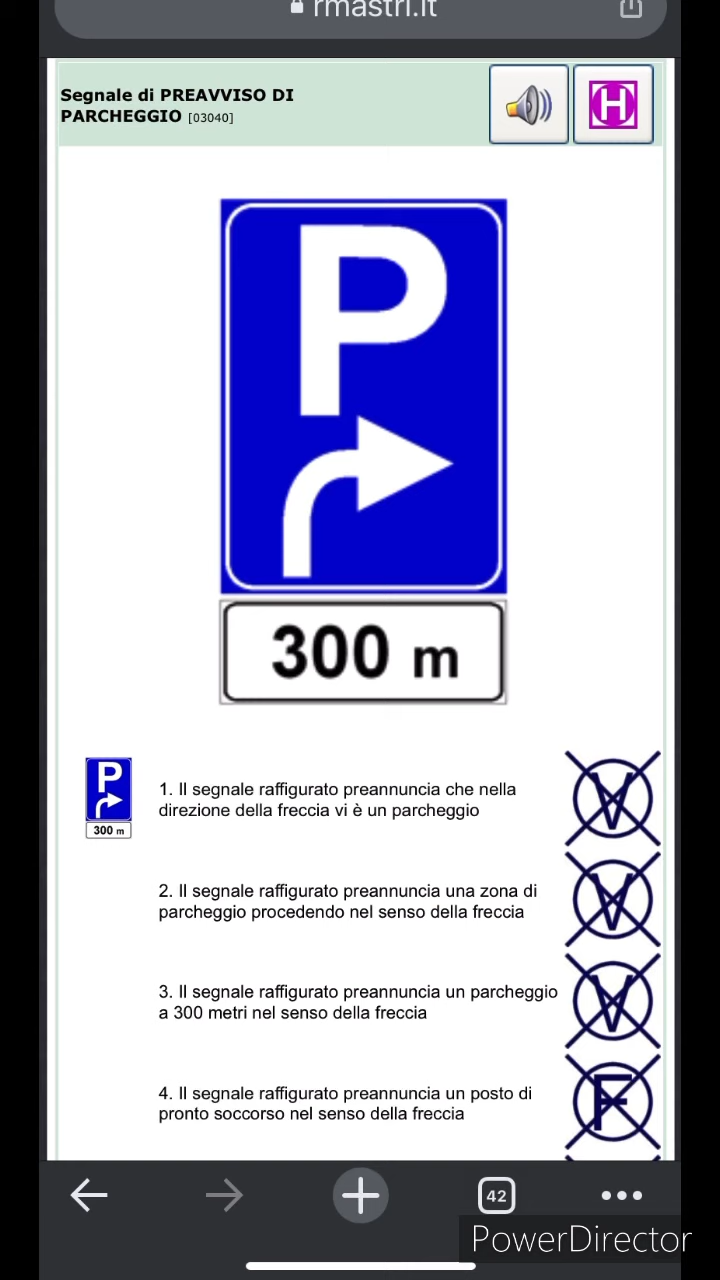 rmastri.it
Segnale di PREAVVISO DI
PARCHEGGIO [03040]
H
P
300 m
P
300 m
1. Il segnale raffigurato preannuncia che nella
direzione della freccia vi è un parcheggio
V
2. Il segnale raffigurato preannuncia una zona di
parcheggio procedendo nel senso della freccia
V
3. Il segnale raffigurato preannuncia un parcheggio
a 300 metri nel senso della freccia
V
4. Il segnale raffigurato preannuncia un posto di
pronto soccorso nel senso della freccia
F
42
PowerDirector